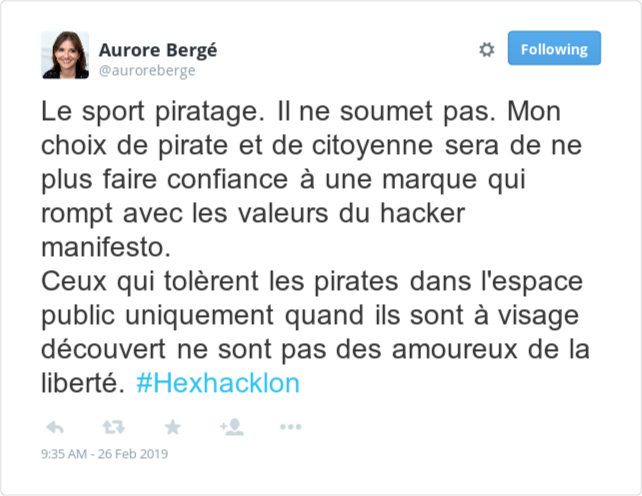 Aurore Bergé
@auroreberge
Following
Le sport piratage. Il ne soumet pas. Mon
choix de pirate et de citoyenne sera de ne
plus faire confiance à une marque qui
rompt avec les valeurs du hacker
manifesto.
Ceux qui tolèrent les pirates dans l'espace
public uniquement quand ils sont à visage
découvert ne sont pas des amoureux de la
liberté. #Hexhacklon
9:35 AM - 26 Feb 2019